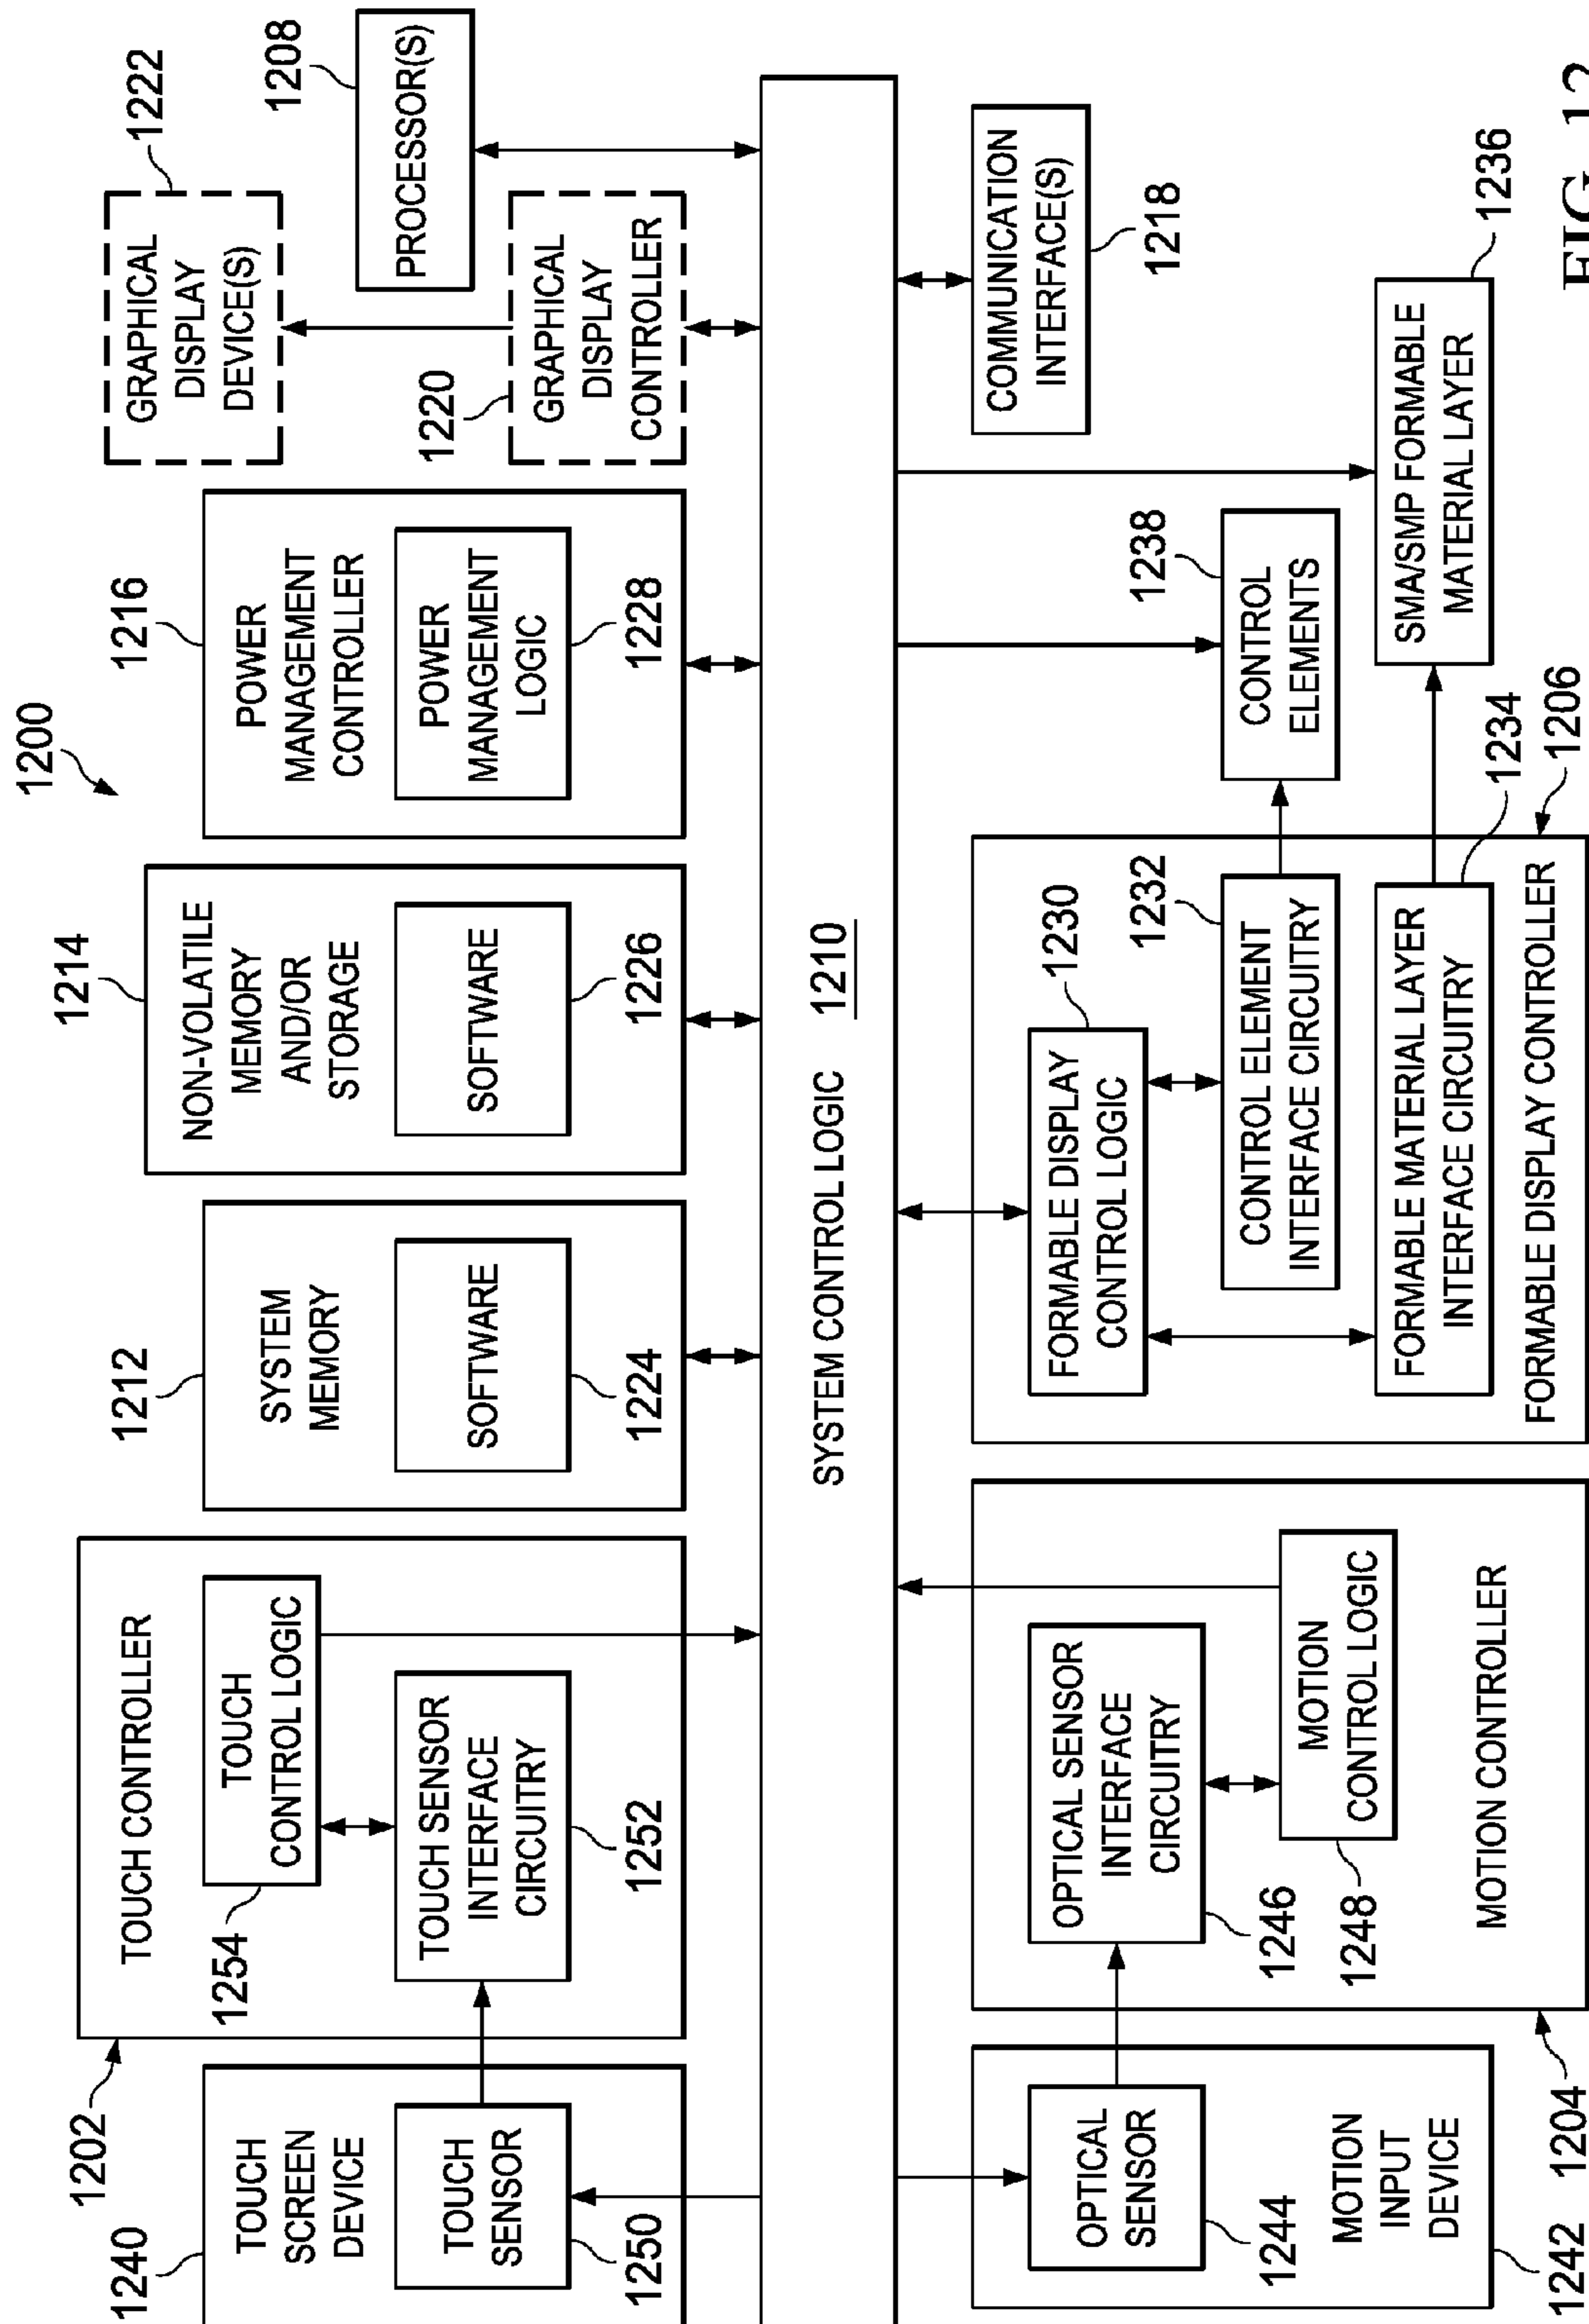 1200
1240
TOUCH
SCREEN
DEVICE
TOUCH
SENSOR
1250
1202
TOUCH CONTROLLER
TOUCH
CONTROL LOGIC
1254
TOUCH SENSOR
INTERFACE
CIRCUITRY
1252
1212
SYSTEM
MEMORY
SOFTWARE
1224
1214
NON-VOLATILE
MEMORY
AND/OR
STORAGE
SOFTWARE
1226
1216
POWER
MANAGEMENT
CONTROLLER
POWER
MANAGEMENT
LOGIC
1228
1222
GRAPHICAL
DISPLAY
DEVICE(S)
1220
GRAPHICAL
DISPLAY
CONTROLLER
1208
PROCESSOR(S)
SYSTEM CONTROL LOGIC 1210
OPTICAL
SENSOR
1244
MOTION
INPUT
DEVICE
1242
OPTICAL SENSOR
INTERFACE
CIRCUITRY
1246
MOTION
CONTROL LOGIC
1248
MOTION CONTROLLER
1204
FORMABLE DISPLAY
CONTROL LOGIC
1230
1232
CONTROL ELEMENT
INTERFACE CIRCUITRY
FORMABLE MATERIAL LAYER
INTERFACE CIRCUITRY
1234
FORMABLE DISPLAY CONTROLLER
1206
1238
CONTROL
ELEMENTS
COMMUNICATION
INTERFACE(S)
1218
SMA/SMP FORMABLE
MATERIAL LAYER
1236
FIG. 12